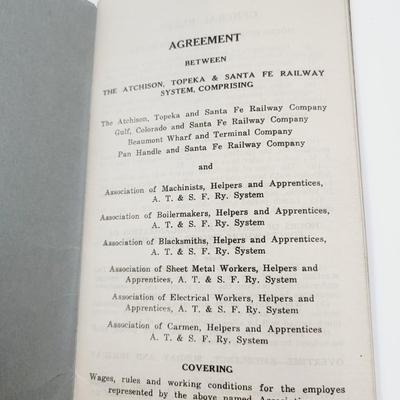 AGREEMENT
BETWEEN
THE ATCHISON, TOPEKA & SANTA FE RAILWAY
SYSTEM, COMPRISING
The Atchison, Topeka and Santa Fe Railway Company
Gulf, Colorado and Santa Fe Railway Company
Beaumont Wharf and Terminal Company
Pan Handle and Santa Fe Railway Company
and
Association of Machinists, Helpers and Apprentices,
A. T. & S. F. Ry. System
Association of Boilermakers, Helpers and Apprentices,
A. T. & S. F. Ry. System
Association of Blacksmiths, Helpers and Apprentices,
A. T. & S. F. Ry. System
Association of Sheet Metal Workers, Helpers and
Apprentices, A. T. & S. F. Ry. System
Association of Electrical Workers, Helpers and
Apprentices, A. T. & S. F. Ry. System
Association of Carmen, Helpers and Apprentices
A. T. & S. F. Ry. System
COVERING
Wages, rules and working conditions for the employes
represented by the above named